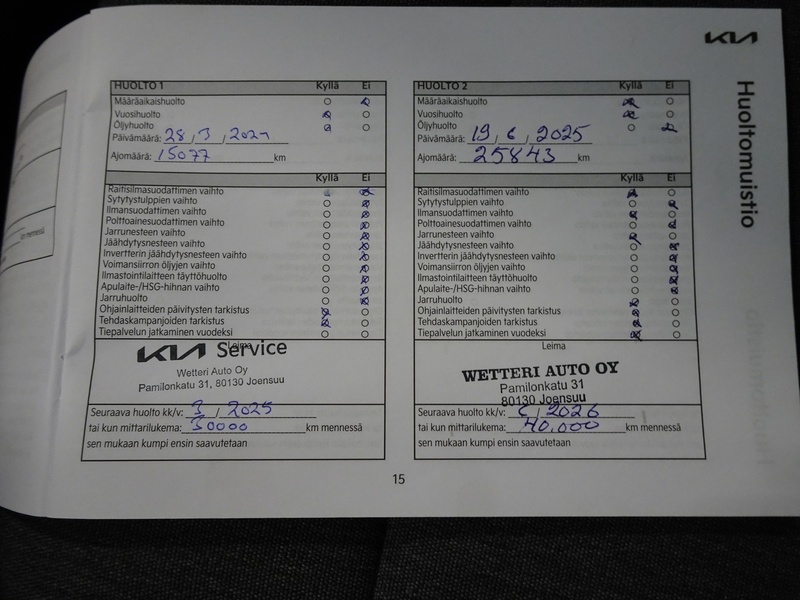 KIA
Huoltomuistio
HUOLTO 1 Kyllä Ei
Määräaikaishuolto
Vuosihuolto
Öljyhuolto
Päivämäärä: 28 / 3 /
Ajomäärä: 15077 km
Kyllä Ei
Raitisilmasuodattimen vaihto
Sytytystulppien vaihto
Ilmansuodattimen vaihto
Polttoainesuodattimen vaihto
Jarrunesteen vaihto
Jäähdytysnesteen vaihto
Invertterin jäähdytysnesteen vaihto
Voimansiirron öljyjen vaihto
Ilmastointilaitteen täyttöhuolto
Apulaite-/HSG-hihnan vaihto
Jarruhuolto
Ohjainlaitteiden päivitysten tarkistus
Tehdaskampanjoiden tarkistus
Tiepalvelun jatkaminen vuodeksi
Leima
KIA Service
Wetteri Auto Oy
Pamilonkatu 31, 80130 Joensuu
Seuraava huolto kk/v: 3 / 2025
tai kun mittarilukema: 30000 km mennessä
sen mukaan kumpi ensin saavutetaan
HUOLTO 2 Kyllä Ei
Määräaikaishuolto
Vuosihuolto
Öljyhuolto
Päivämäärä: 19 / 6 / 2025
Ajomäärä: 25843 km
Kyllä Ei
Raitisilmasuodattimen vaihto
Sytytystulppien vaihto
Ilmansuodattimen vaihto
Polttoainesuodattimen vaihto
Jarrunesteen vaihto
Jäähdytysnesteen vaihto
Invertterin jäähdytysnesteen vaihto
Voimansiirron öljyjen vaihto
Ilmastointilaitteen täyttöhuolto
Apulaite-/HSG-hihnan vaihto
Jarruhuolto
Ohjainlaitteiden päivitysten tarkistus
Tehdaskampanjoiden tarkistus
Tiepalvelun jatkaminen vuodeksi
Leima
WETTERI AUTO OY
Pamilonkatu 31
80130 Joensuu
Seuraava huolto kk/v: 6 / 2026
tai kun mittarilukema: 40.000 km mennessä
sen mukaan kumpi ensin saavutetaan
15